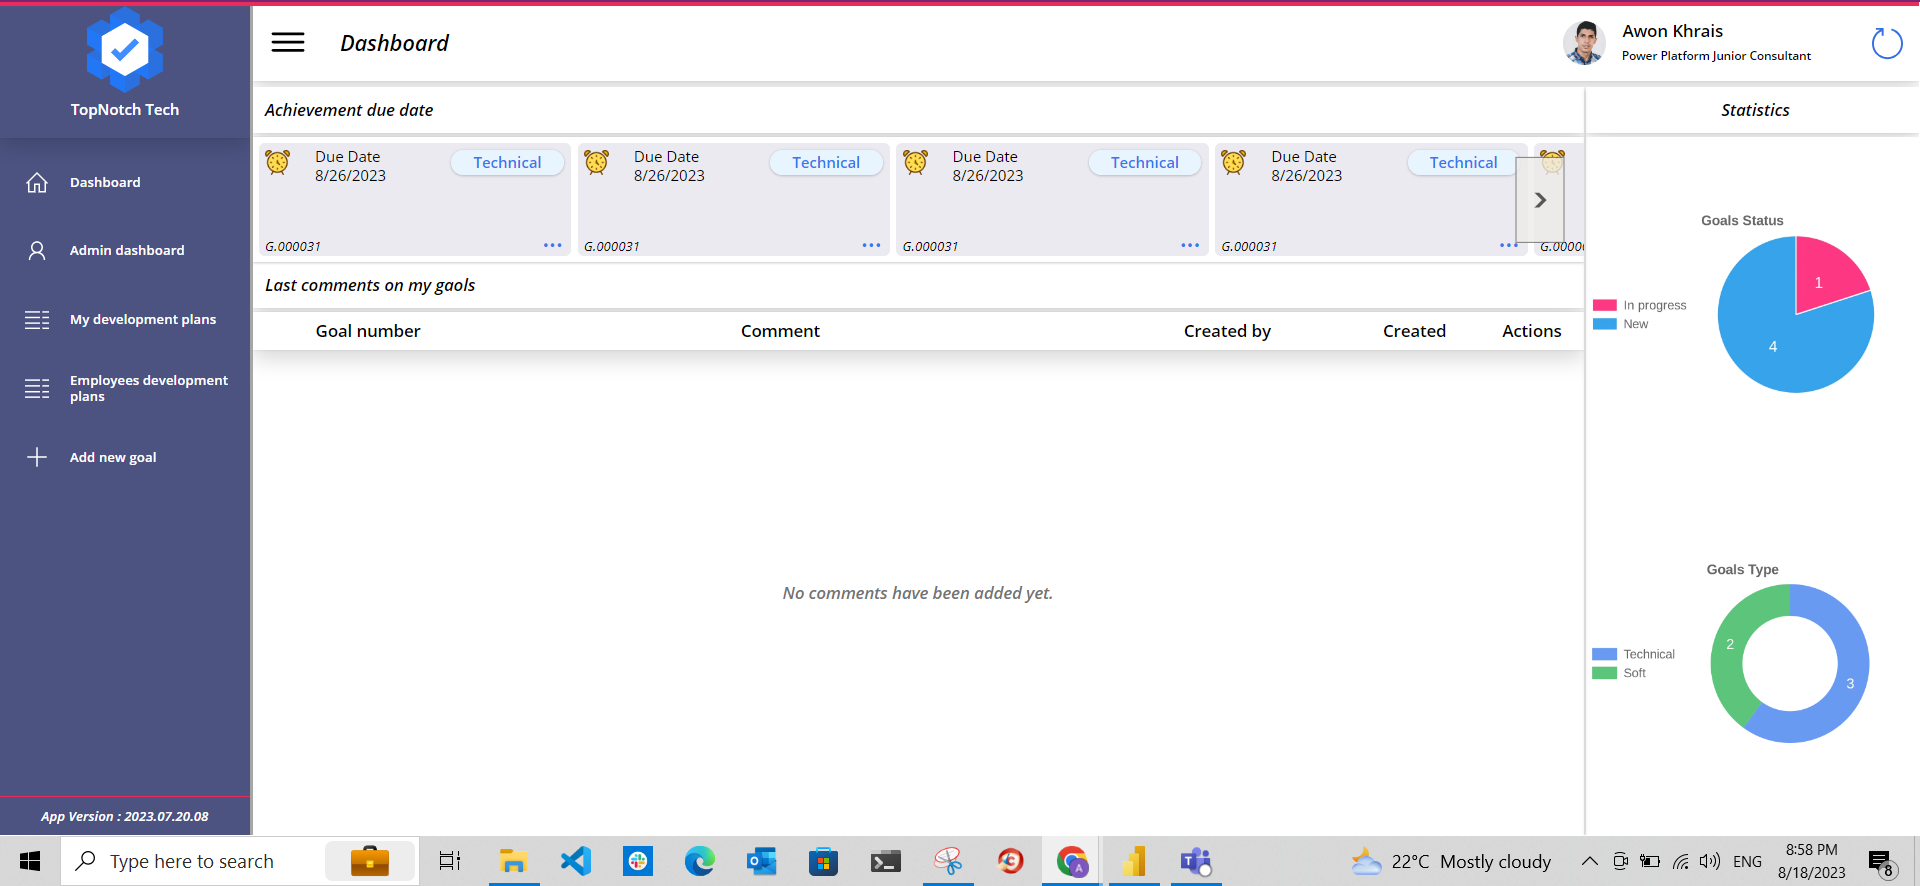 TopNotch Tech
Dashboard
Admin dashboard
My development plans
Employees development
plans
Add new goal
App Version : 2023.07.20.08
Dashboard
Awon Khrais
Power Platform Junior Consultant
Achievement due date
Due Date
8/26/2023
Technical
G.000031
Due Date
8/26/2023
Technical
G.000031
Due Date
8/26/2023
Technical
G.000031
Due Date
8/26/2023
Technical
G.000031
Last comments on my gaols
Goal number Comment Created by Created Actions
No comments have been added yet.
Statistics
Goals Status
In progress
New
1
4
Goals Type
Technical
Soft
2
3
Type here to search
22°C Mostly cloudy
ENG
8:58 PM
8/18/2023
8